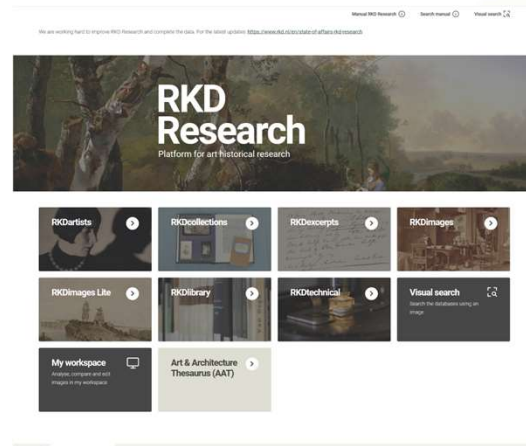 Manual RKD Research
Search manual
Visual search
We are working hard to improve RKD Research and complete the data. For the latest updates: https://www.rkd.nl/en/state-of-affairs-rkd-research
RKD
Research
Platform for art historical research
RKDartists
RKDcollections
RKDexcerpts
RKDimages
RKDimages Lite
RKDlibrary
RKDtechnical
Visual search
Search the databases using an
image
My workspace
Analyse, compare and edit
images in my workspace
Art & Architecture
Thesaurus (AAT)